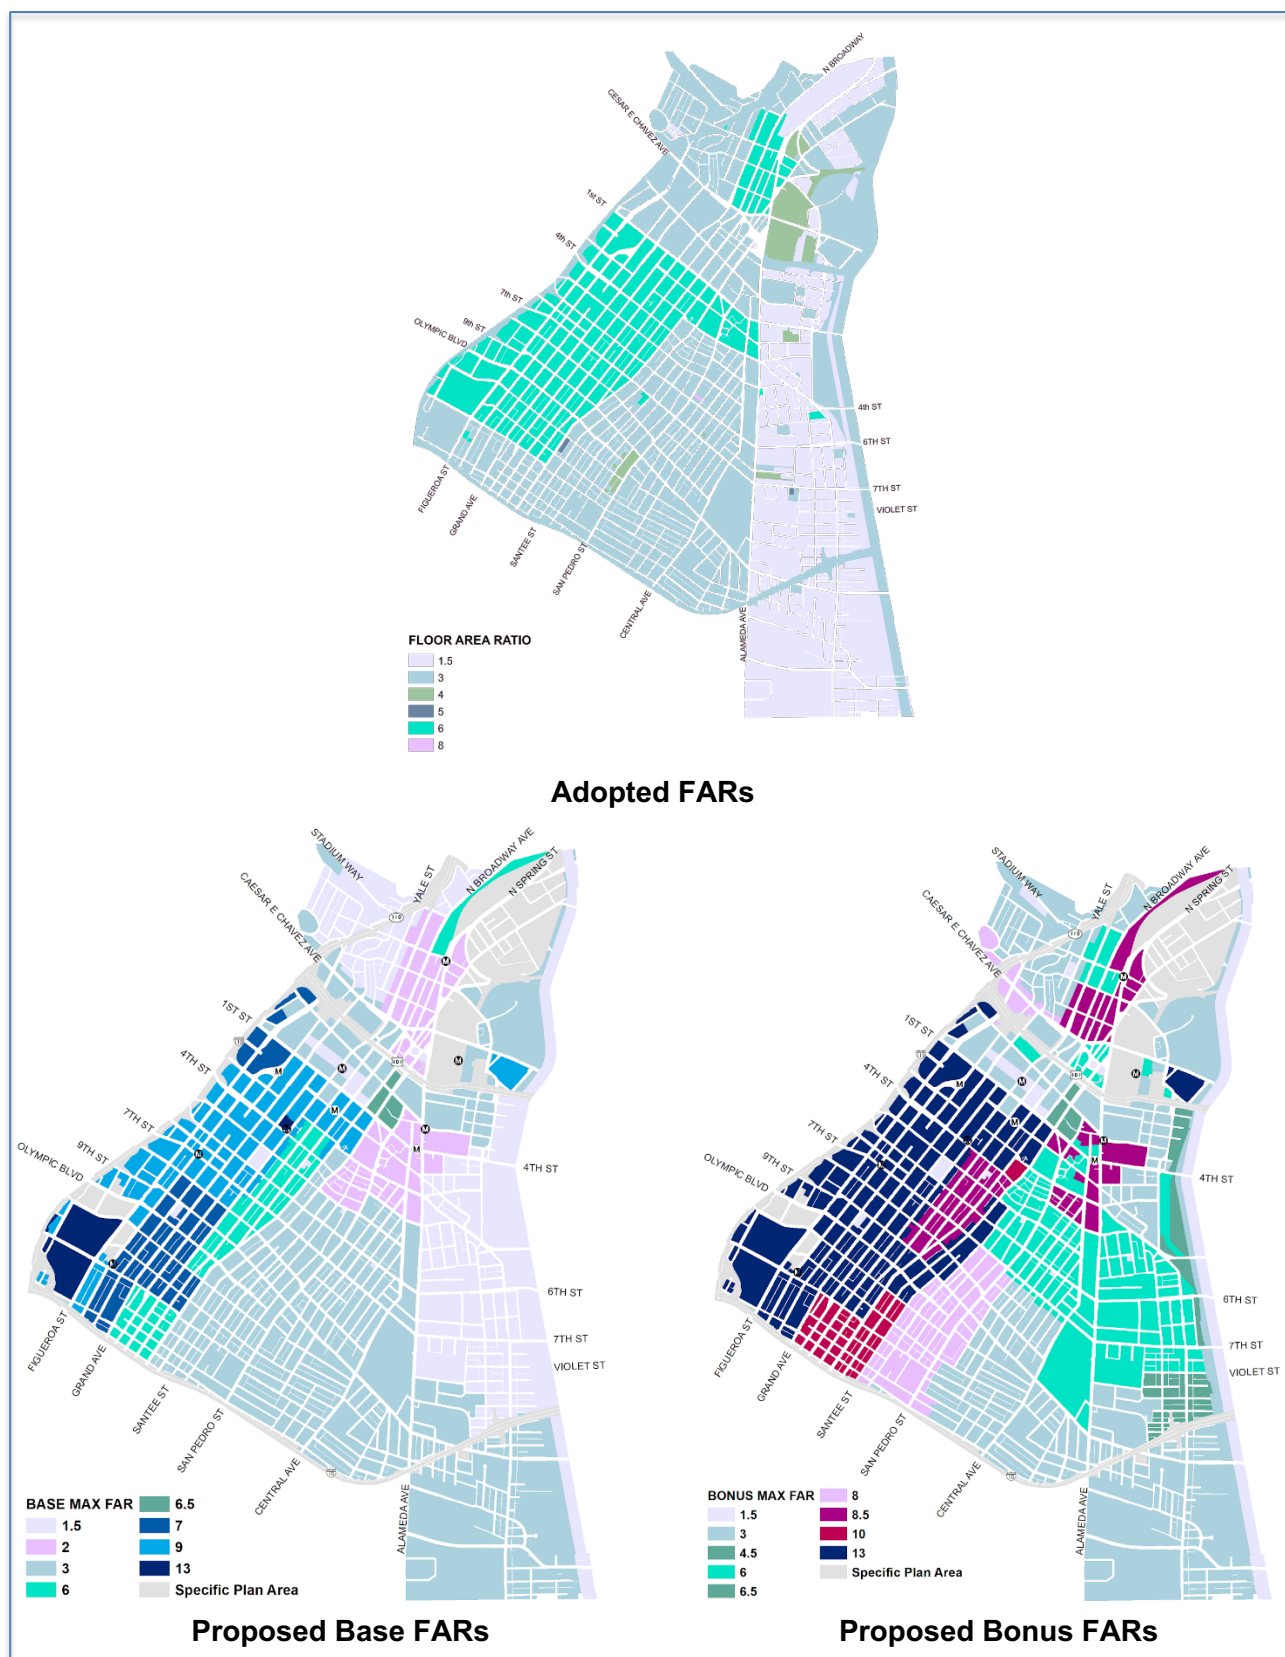 N BROADWAY
CESAR E CHAVEZ AVE
1st ST
4th ST
7th ST
9th ST
OLYMPIC BLVD
4th ST
6TH ST
7TH ST
VIOLET ST
FIGUEROA ST
GRAND AVE
SANTEE ST
SAN PEDRO ST
CENTRAL AVE
ALAMEDA AVE
FLOOR AREA RATIO
1.5
3
4
5
6
8
Adopted FARs
STADIUM WAY
YALE ST
N BROADWAY AVE
N SPRING ST
CAESAR E CHAVEZ AVE
110
M
1ST ST
101
M
M
M
4TH ST
M
M
M
7TH ST
M
9TH ST
OLYMPIC BLVD
4TH ST
M
6TH ST
7TH ST
VIOLET ST
FIGUEROA ST
GRAND AVE
SANTEE ST
SAN PEDRO ST
CENTRAL AVE
ALAMEDA AVE
BASE MAX FAR
1.5
2
3
6
6.5
7
9
13
Specific Plan Area
Proposed Base FARs
STADIUM WAY
YALE ST
N BROADWAY AVE
N SPRING ST
CAESAR E CHAVEZ AVE
110
M
1ST ST
101
M
M
M
4TH ST
M
M
M
7TH ST
M
9TH ST
OLYMPIC BLVD
4TH ST
M
6TH ST
7TH ST
VIOLET ST
FIGUEROA ST
GRAND AVE
SANTEE ST
SAN PEDRO ST
CENTRAL AVE
ALAMEDA AVE
BONUS MAX FAR
1.5
3
4.5
6
6.5
8
8.5
10
13
Specific Plan Area
Proposed Bonus FARs